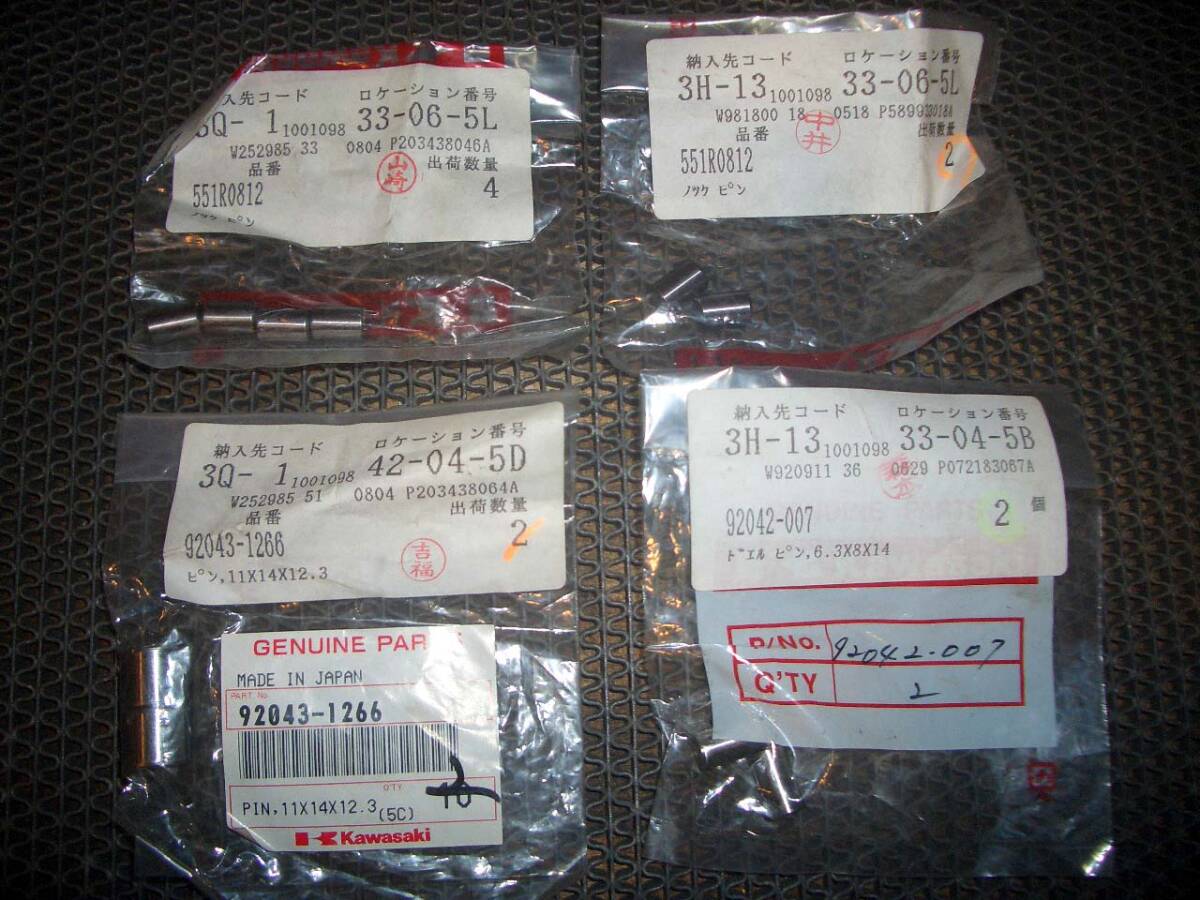 納入先コード ロケーション番号
3Q- 1 1001098 33-06-5L
W252985 33 0804 P203438046A
品番 出荷数量
551R0812 4
ノック ピン
山崎
納入先コード ロケーション番号
3H-13 1001098 33-06-5L
W981800 18 0518 P589933018A
品番 出荷数量
551R0812 2
ノック ピン
中井
納入先コード ロケーション番号
3Q- 1 1001098 42-04-5D
W252985 51 0804 P203438064A
品番 出荷数量
92043-1266 2
ピン,11X14X12.3
吉福
GENUINE PAR
MADE IN JAPAN
PART No.
92043-1266
Q'TY
10
PIN,11X14X12.3(5C)
Kawasaki
納入先コード ロケーション番号
3H-13 1001098 33-04-5B
W920911 36 0629 P072183067A
92042-007 2 個
ドエル ピン,6.3X8X14
P/NO. 92042-007
Q'TY 2